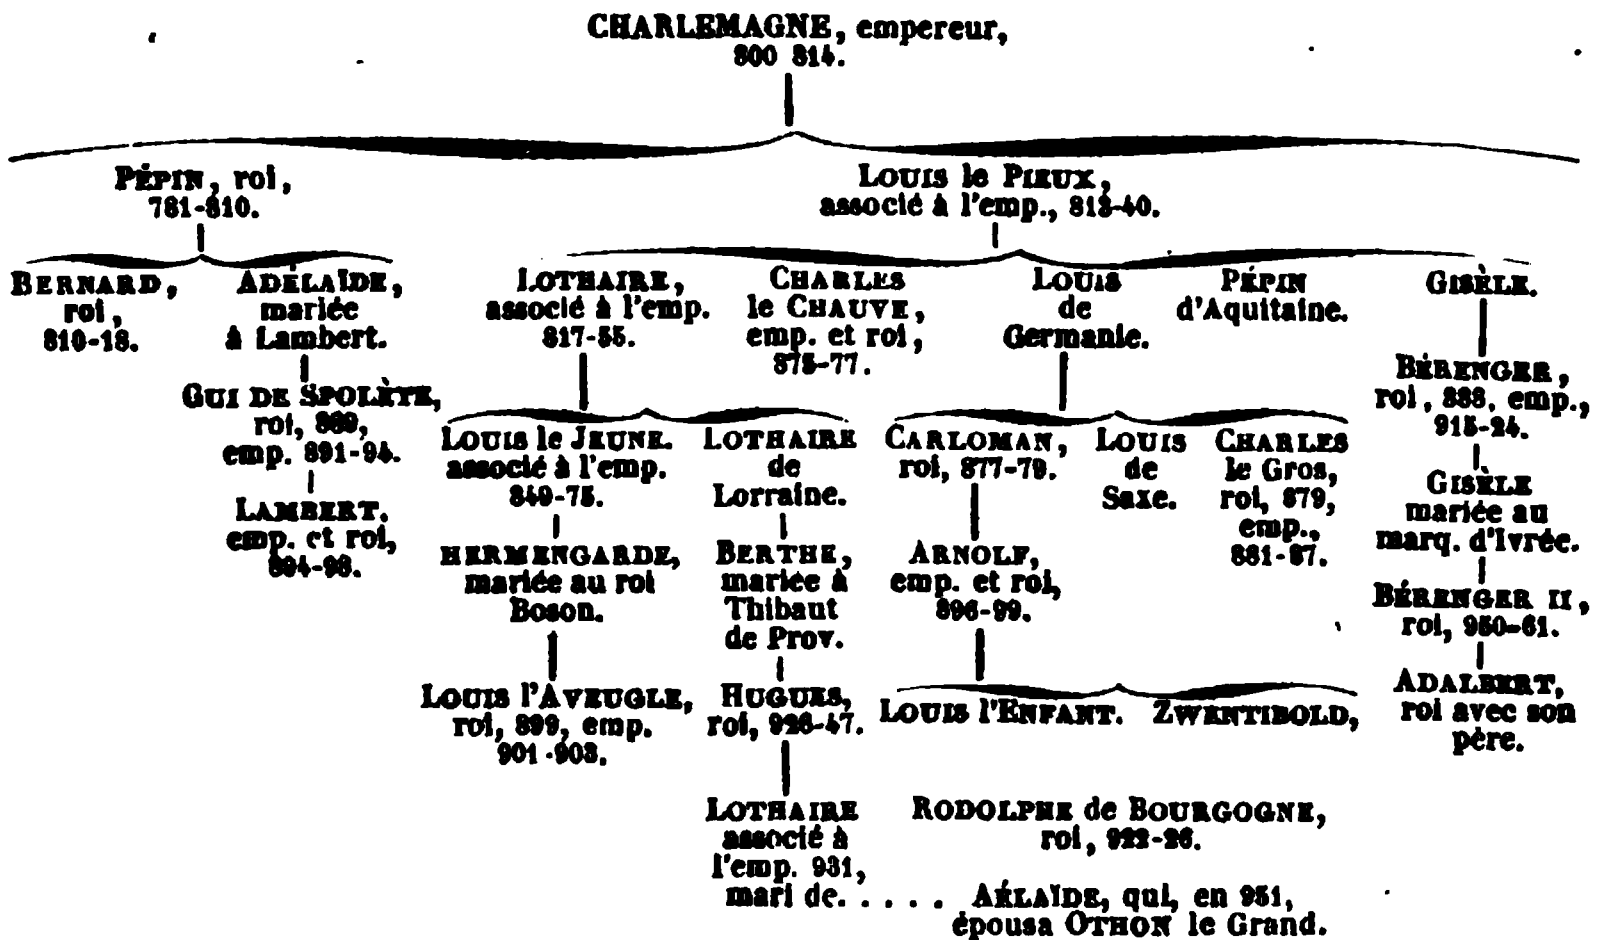 CHARLEMAGNE, empereur,
800 814.
PÉPIN, roi,
781-810.
LOUIS le PIEUX,
associé à l'emp., 813-40.
BERNARD,
roi,
810-18.
ADÉLAÏDE,
mariée
à Lambert.
GUI DE SPOLÈTE,
roi, 889,
emp. 891-94.
LAMBERT.
emp. et roi,
894-98.
LOTHAIRE,
associé à l'emp.
817-55.
CHARLES
le CHAUVE,
emp. et roi,
875-77.
LOUIS
de
Germanie.
PÉPIN
d'Aquitaine.
GISÈLE.
LOUIS le JEUNE.
associé à l'emp.
849-75.
HERMENGARDE,
mariée au roi
Boson.
LOUIS l'AVEUGLE,
roi, 899, emp.
901-903.
LOTHAIRE
de
Lorraine.
BERTHE,
mariée à
Thibaut
de Prov.
HUGUES,
roi, 926-47.
LOTHAIRE
associé à
l'emp. 931,
mari de. . . . .
CARLOMAN,
roi, 877-79.
LOUIS
de
Saxe.
CHARLES
le Gros,
roi, 879,
emp.,
881-87.
ARNOLF,
emp. et roi,
896-99.
LOUIS l'ENFANT.
ZWENTIBOLD,
BÉRENGER,
roi, 888, emp.,
915-24.
GISÈLE
mariée au
marq. d'Ivrée.
BÉRENGER II,
roi, 950-61.
ADALBERT,
roi avec son
père.
RODOLPHE de BOURGOGNE,
roi, 922-26.
AÉLAÏDE, qui, en 951,
épousa OTHON le Grand.